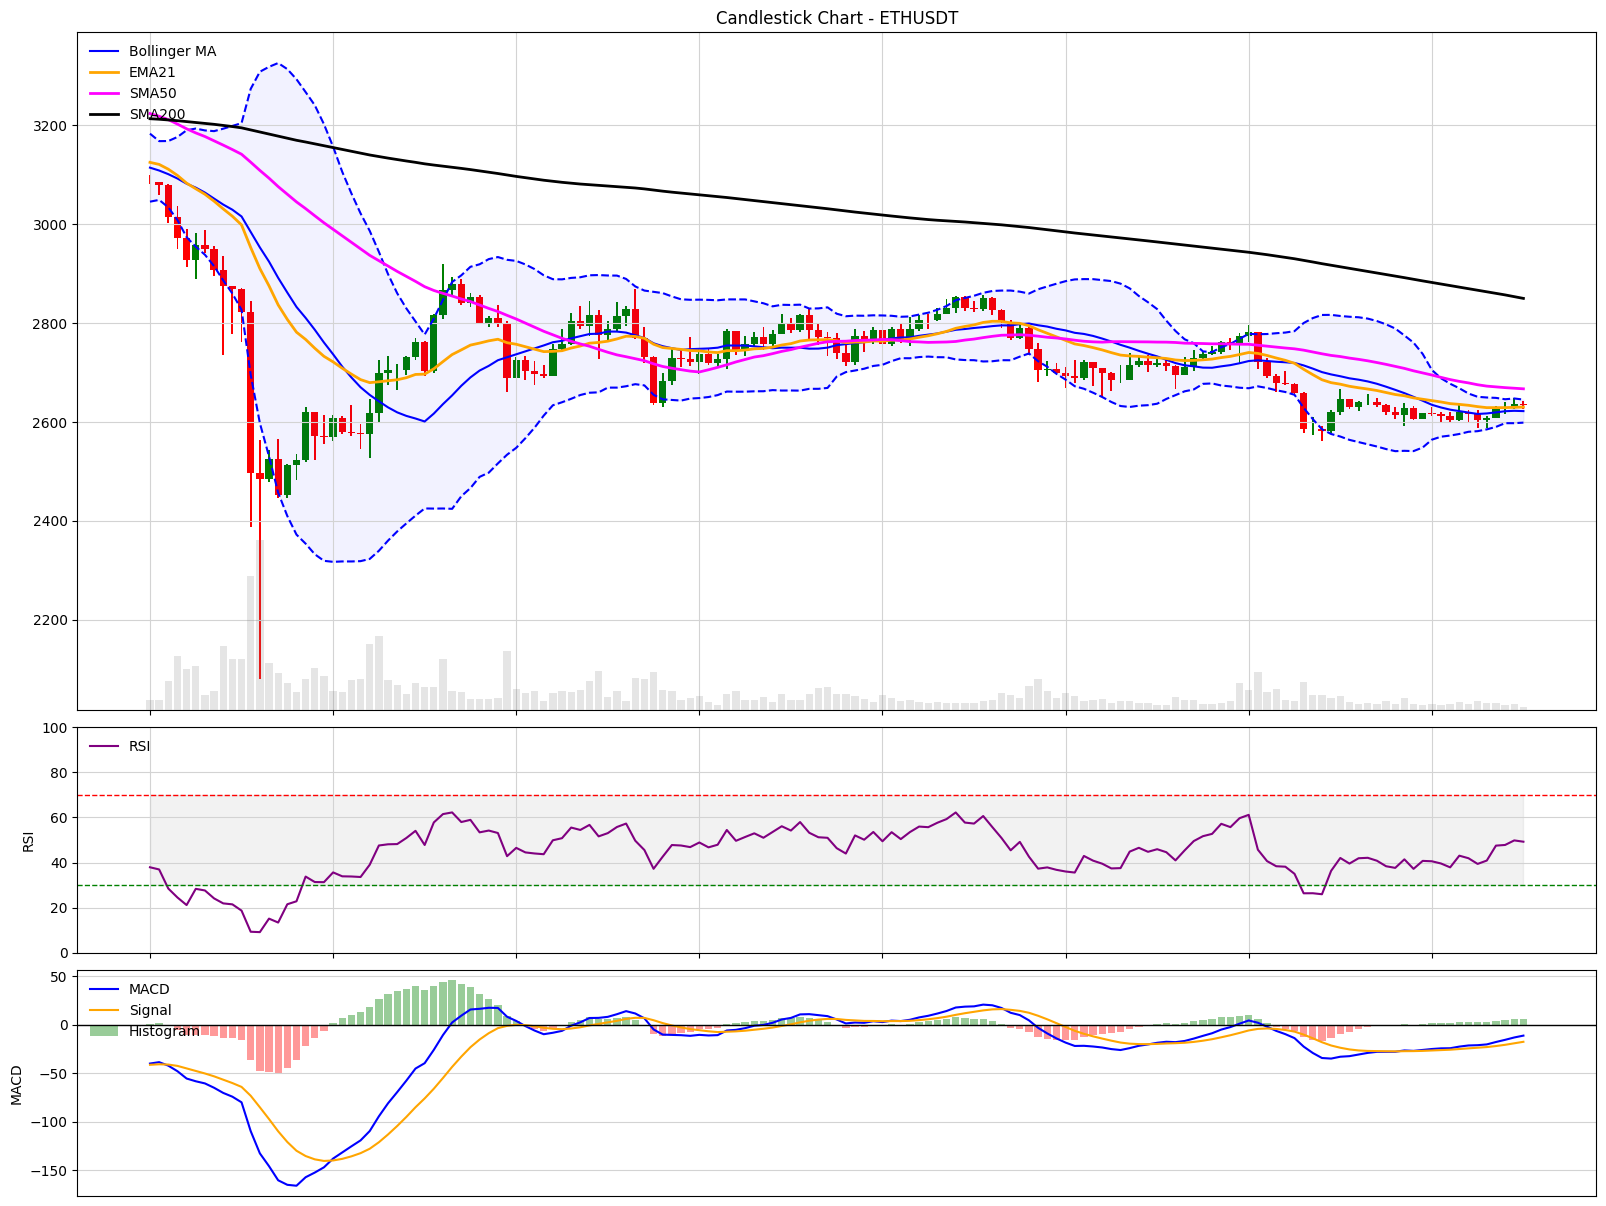 Candlestick Chart - ETHUSDT
Bollinger MA
EMA21
SMA50
SMA200
3200
3000
2800
2600
2400
2200
100
80
60
40
20
0
RSI
RSI
50
0
−50
−100
−150
MACD
MACD
Signal
Histogram